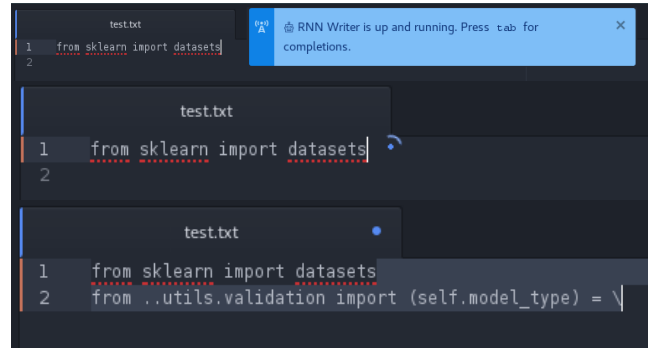 test.txt
RNN Writer is up and running. Press tab for
completions.
1 from sklearn import datasets
2
test.txt
1 from sklearn import datasets
2
test.txt
1 from sklearn import datasets
2 from ..utils.validation import (self.model_type) = \